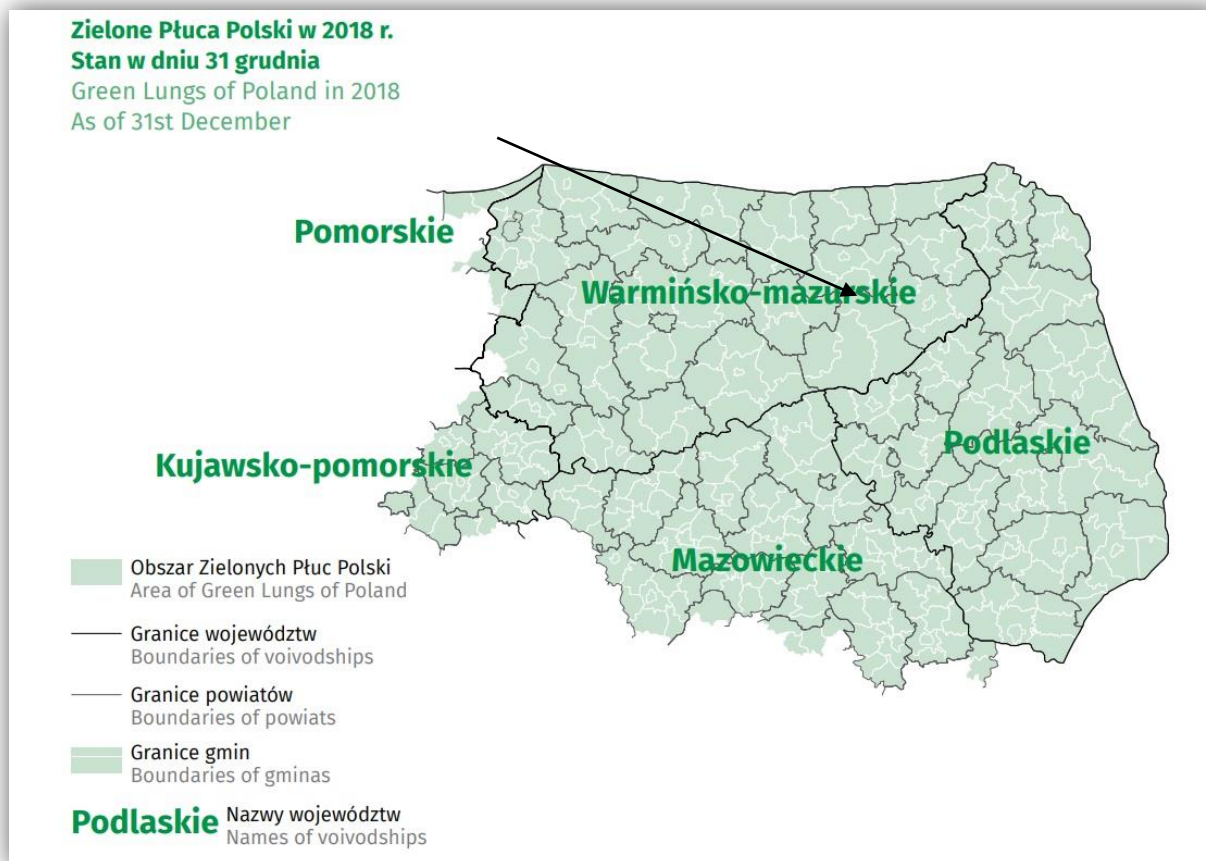 Zielone Płuca Polski w 2018 r.
Stan w dniu 31 grudnia
Green Lungs of Poland in 2018
As of 31st December
Pomorskie
Warmińsko-mazurskie
Podlaskie
Kujawsko-pomorskie
Mazowieckie
Obszar Zielonych Płuc Polski
Area of Green Lungs of Poland
Granice województw
Boundaries of voivodships
Granice powiatów
Boundaries of powiats
Granice gmin
Boundaries of gminas
Podlaskie Nazwy województw
Names of voivodships